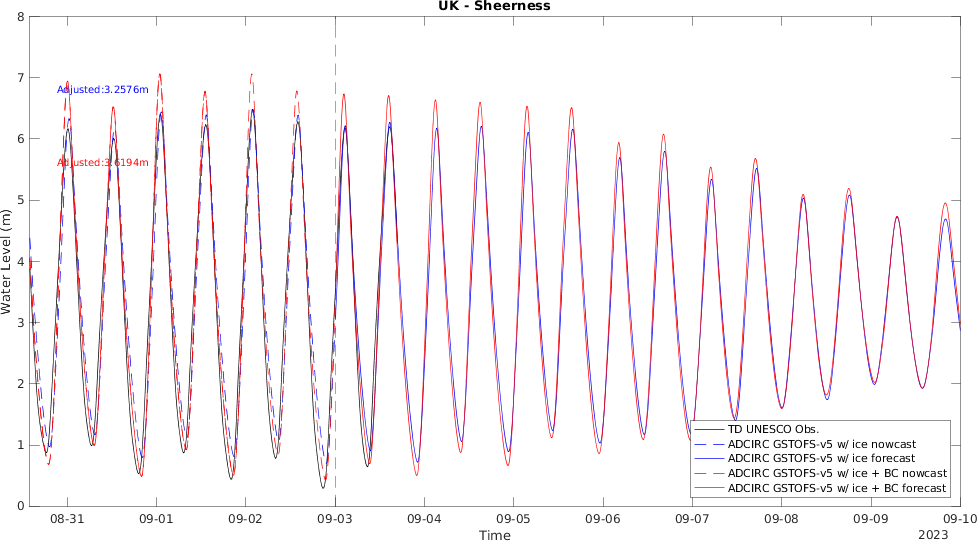 UK - Sheerness
8
7
6
5
4
3
2
1
0
Water Level (m)
Adjusted:3.2576m
Adjusted:3.6194m
TD UNESCO Obs.
ADCIRC GSTOFS-v5 w/ ice nowcast
ADCIRC GSTOFS-v5 w/ ice forecast
ADCIRC GSTOFS-v5 w/ ice + BC nowcast
ADCIRC GSTOFS-v5 w/ ice + BC forecast
08-31 09-01 09-02 09-03 09-04 09-05 09-06 09-07 09-08 09-09 09-10
Time
2023